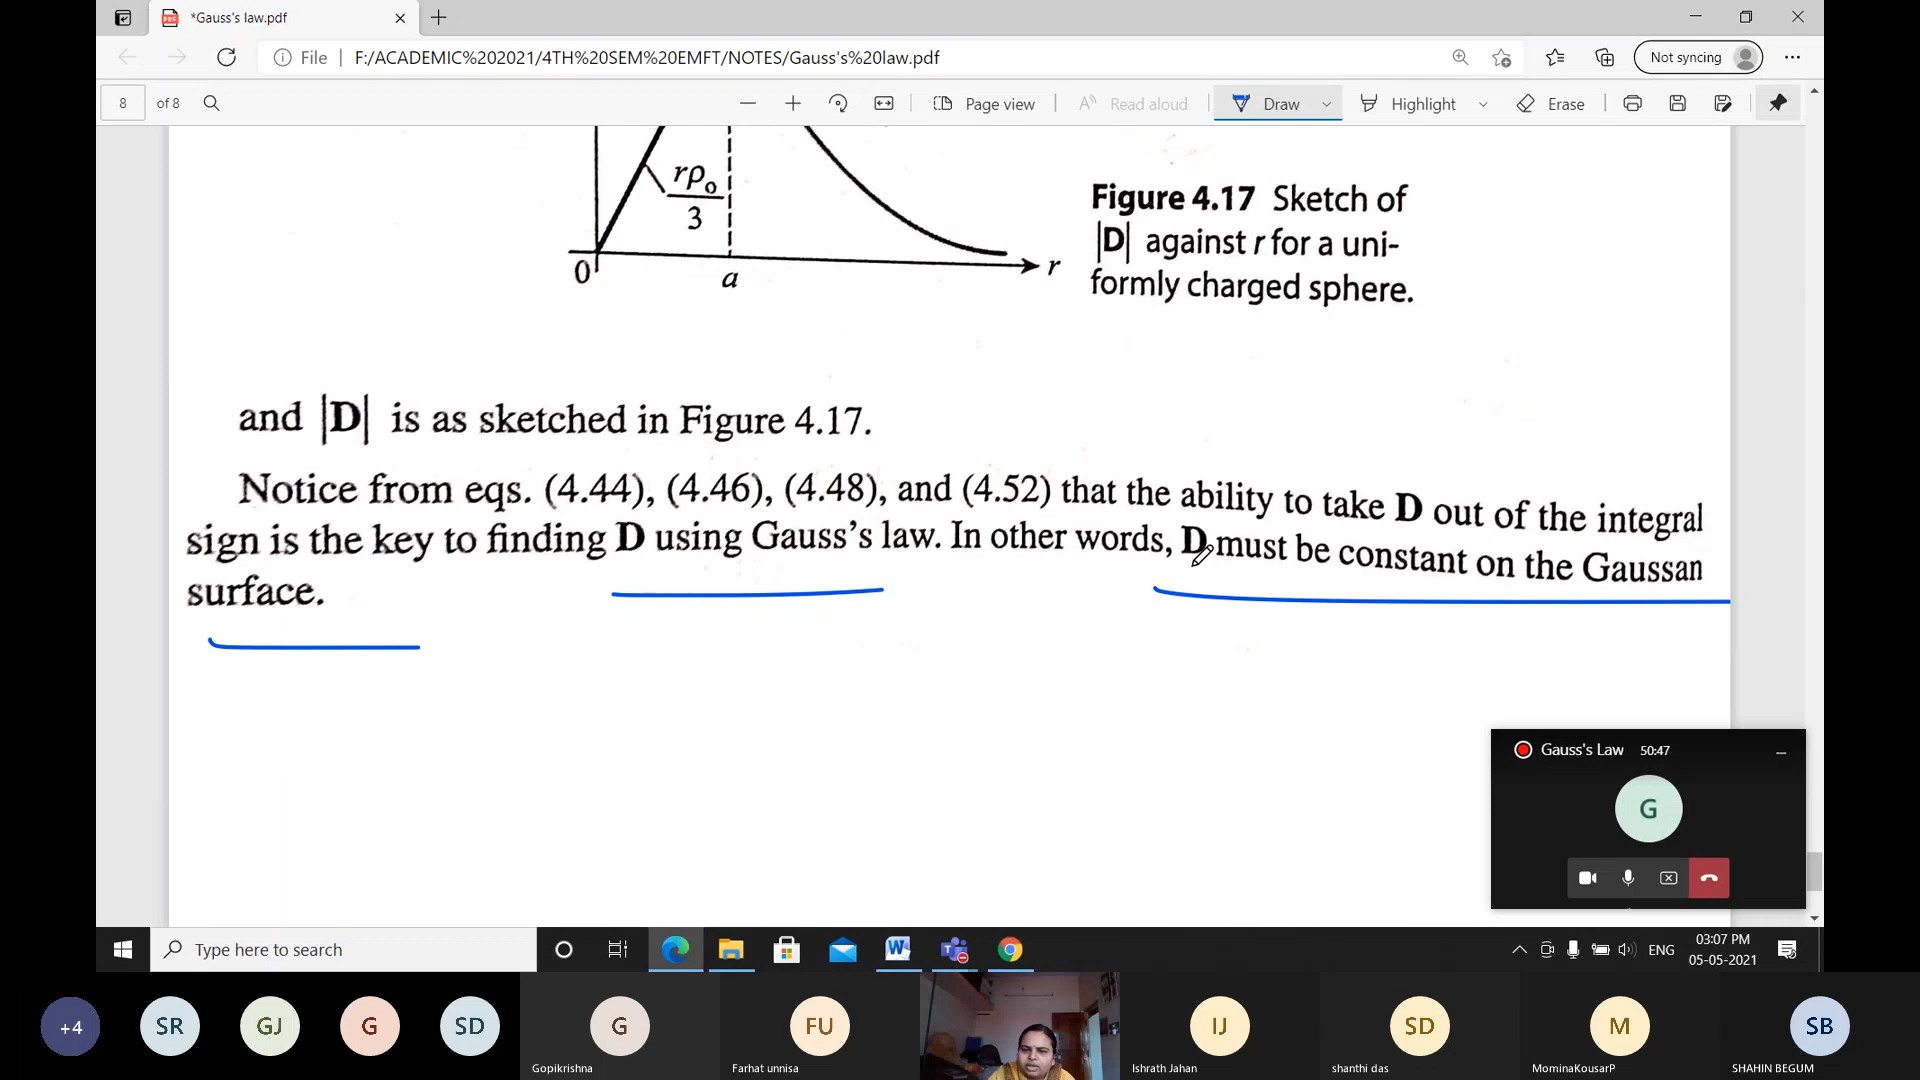 *Gauss's law.pdf
File F:/ACADEMIC%202021/4TH%20SEM%20EMFT/NOTES/Gauss's%20law.pdf
Not syncing
8 of 8
Page view
Read aloud
Draw
Highlight
Erase
rρ₀
3
0
a
r
Figure 4.17 Sketch of
|D| against r for a uni-
formly charged sphere.
and |D| is as sketched in Figure 4.17.
Notice from eqs. (4.44), (4.46), (4.48), and (4.52) that the ability to take D out of the integral
sign is the key to finding D using Gauss's law. In other words, D must be constant on the Gaussan
surface.
Gauss's Law 50:47
G
Type here to search
ENG
03:07 PM
05-05-2021
+4
SR
GJ
G
SD
G
Gopikrishna
FU
Farhat unnisa
IJ
Ishrath Jahan
SD
shanthi das
M
MominaKousarP
SB
SHAHIN BEGUM